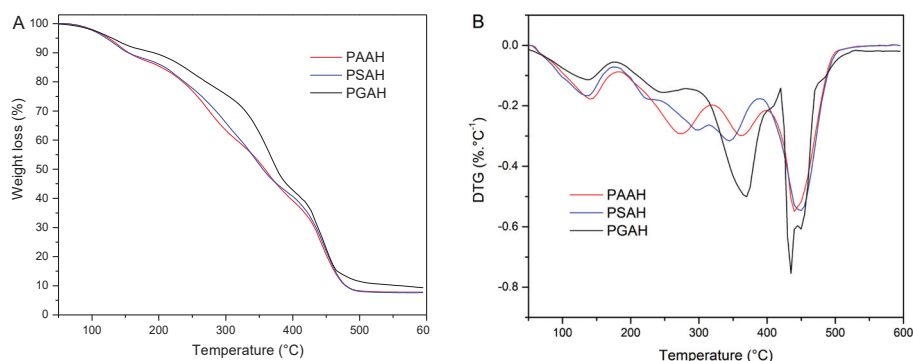 A
100
90
80
70
60
50
40
30
20
10
0
Weight loss (%)
PAAH
PSAH
PGAH
100 200 300 400 500 60
Temperature (°C)
B
0.0
-0.2
-0.4
-0.6
-0.8
DTG (%.°C⁻¹)
PAAH
PSAH
PGAH
100 200 300 400 500 600
Temperature (°C)